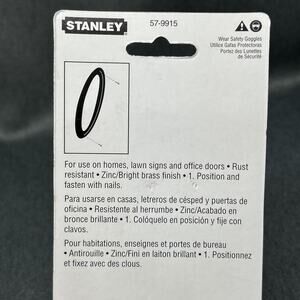 STANLEY
57-9915
Wear Safety Goggles
Utilice Gafas Protectoras
Portez des Lunettes
de Sécurité
For use on homes, lawn signs and office doors • Rust
resistant • Zinc/Bright brass finish • 1. Position and
fasten with nails.
Para usarse en casas, letreros de césped y puertas de
oficina • Resistente al herrumbe • Zinc/Acabado en
bronce brillante • 1. Colóquelo en posición y fije con
clavos.
Pour habitations, enseignes et portes de bureau
• Antirouille • Zinc/Fini en laiton brillant • 1. Positionnez
et fixez avec des clous.